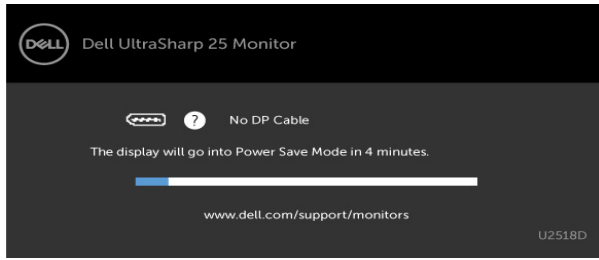 DELL Dell UltraSharp 25 Monitor
? No DP Cable
The display will go into Power Save Mode in 4 minutes.
www.dell.com/support/monitors
U2518D